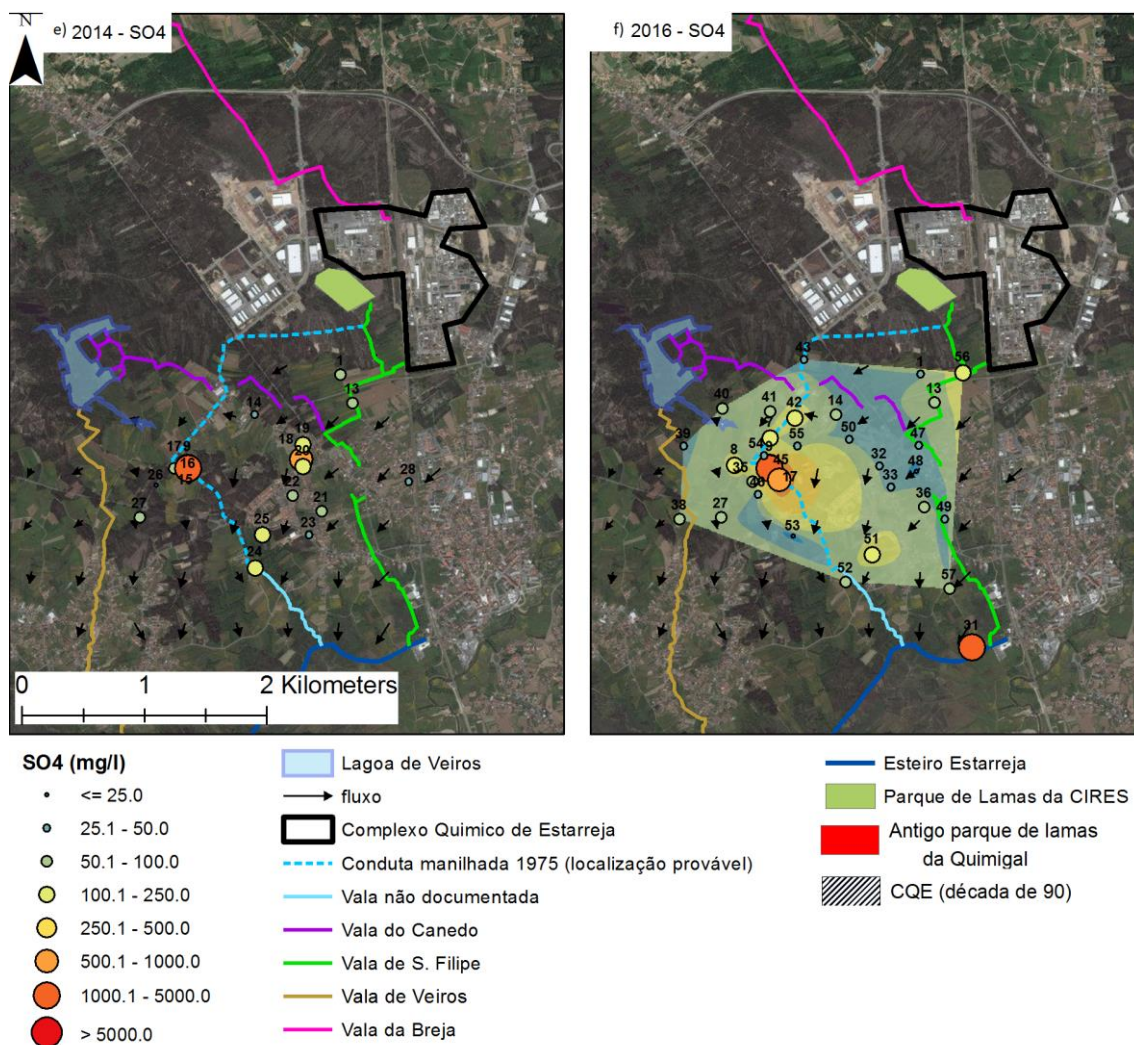 N
e) 2014 - SO4
1
13
14
19
18
20
17 9
16
15
26
27
22
21
28
23
25
24
0 1 2 Kilometers
f) 2016 - SO4
43
1
56
40
41
42
14
13
50
55
54
47
39
9
8
45
32
48
35
17
33
46
36
38
27
49
53
51
52
57
31
SO4 (mg/l)
<= 25.0
25.1 - 50.0
50.1 - 100.0
100.1 - 250.0
250.1 - 500.0
500.1 - 1000.0
1000.1 - 5000.0
> 5000.0
Lagoa de Veiros
fluxo
Complexo Quimico de Estarreja
Conduta manilhada 1975 (localização provável)
Vala não documentada
Vala do Canedo
Vala de S. Filipe
Vala de Veiros
Vala da Breja
Esteiro Estarreja
Parque de Lamas da CIRES
Antigo parque de lamas
da Quimigal
CQE (década de 90)